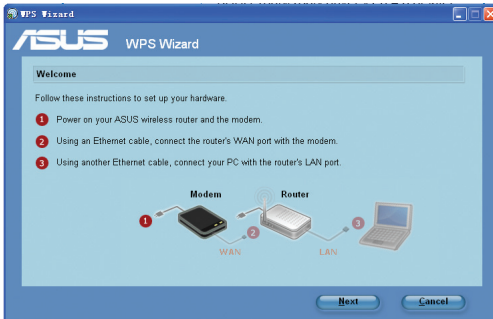 WPS Wizard
ASUS WPS Wizard
Welcome
Follow these instructions to set up your hardware.
1 Power on your ASUS wireless router and the modem.
2 Using an Ethernet cable, connect the router's WAN port with the modem.
3 Using another Ethernet cable, connect your PC with the router's LAN port.
Modem Router
1 2 3
WAN LAN
Next Cancel